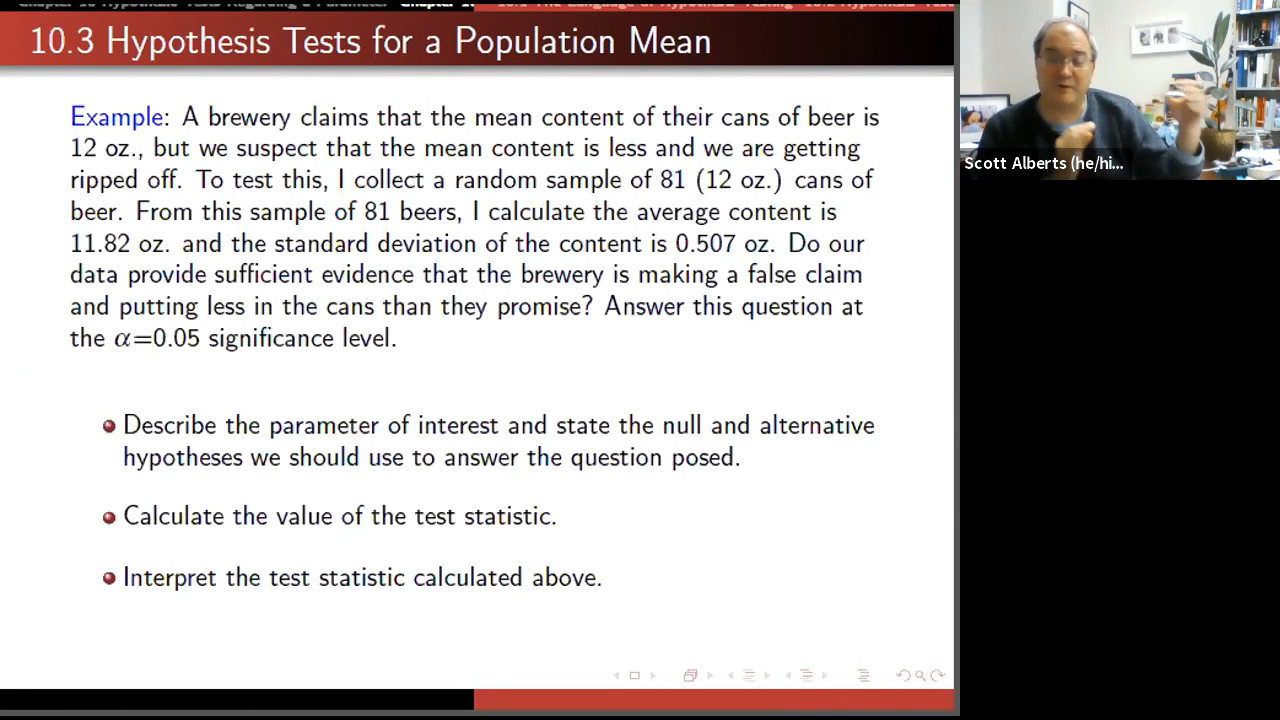 10.3 Hypothesis Tests for a Population Mean
Example: A brewery claims that the mean content of their cans of beer is
12 oz., but we suspect that the mean content is less and we are getting
ripped off. To test this, I collect a random sample of 81 (12 oz.) cans of
beer. From this sample of 81 beers, I calculate the average content is
11.82 oz. and the standard deviation of the content is 0.507 oz. Do our
data provide sufficient evidence that the brewery is making a false claim
and putting less in the cans than they promise? Answer this question at
the α=0.05 significance level.
Describe the parameter of interest and state the null and alternative
hypotheses we should use to answer the question posed.
Calculate the value of the test statistic.
Interpret the test statistic calculated above.
Scott Alberts (he/hi...